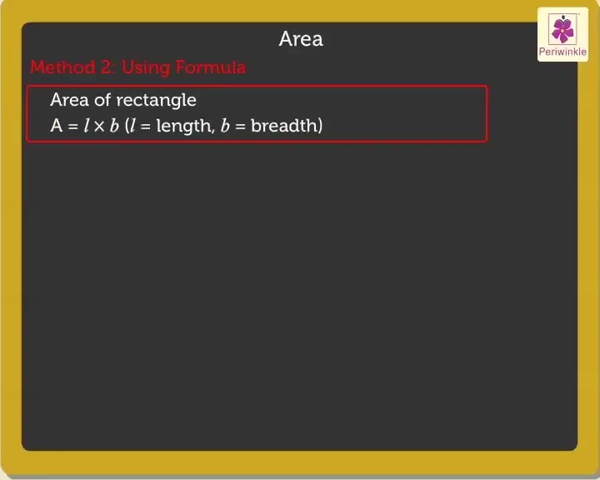 Area
Periwinkle
Method 2: Using Formula
Area of rectangle
A = l × b (l = length, b = breadth)